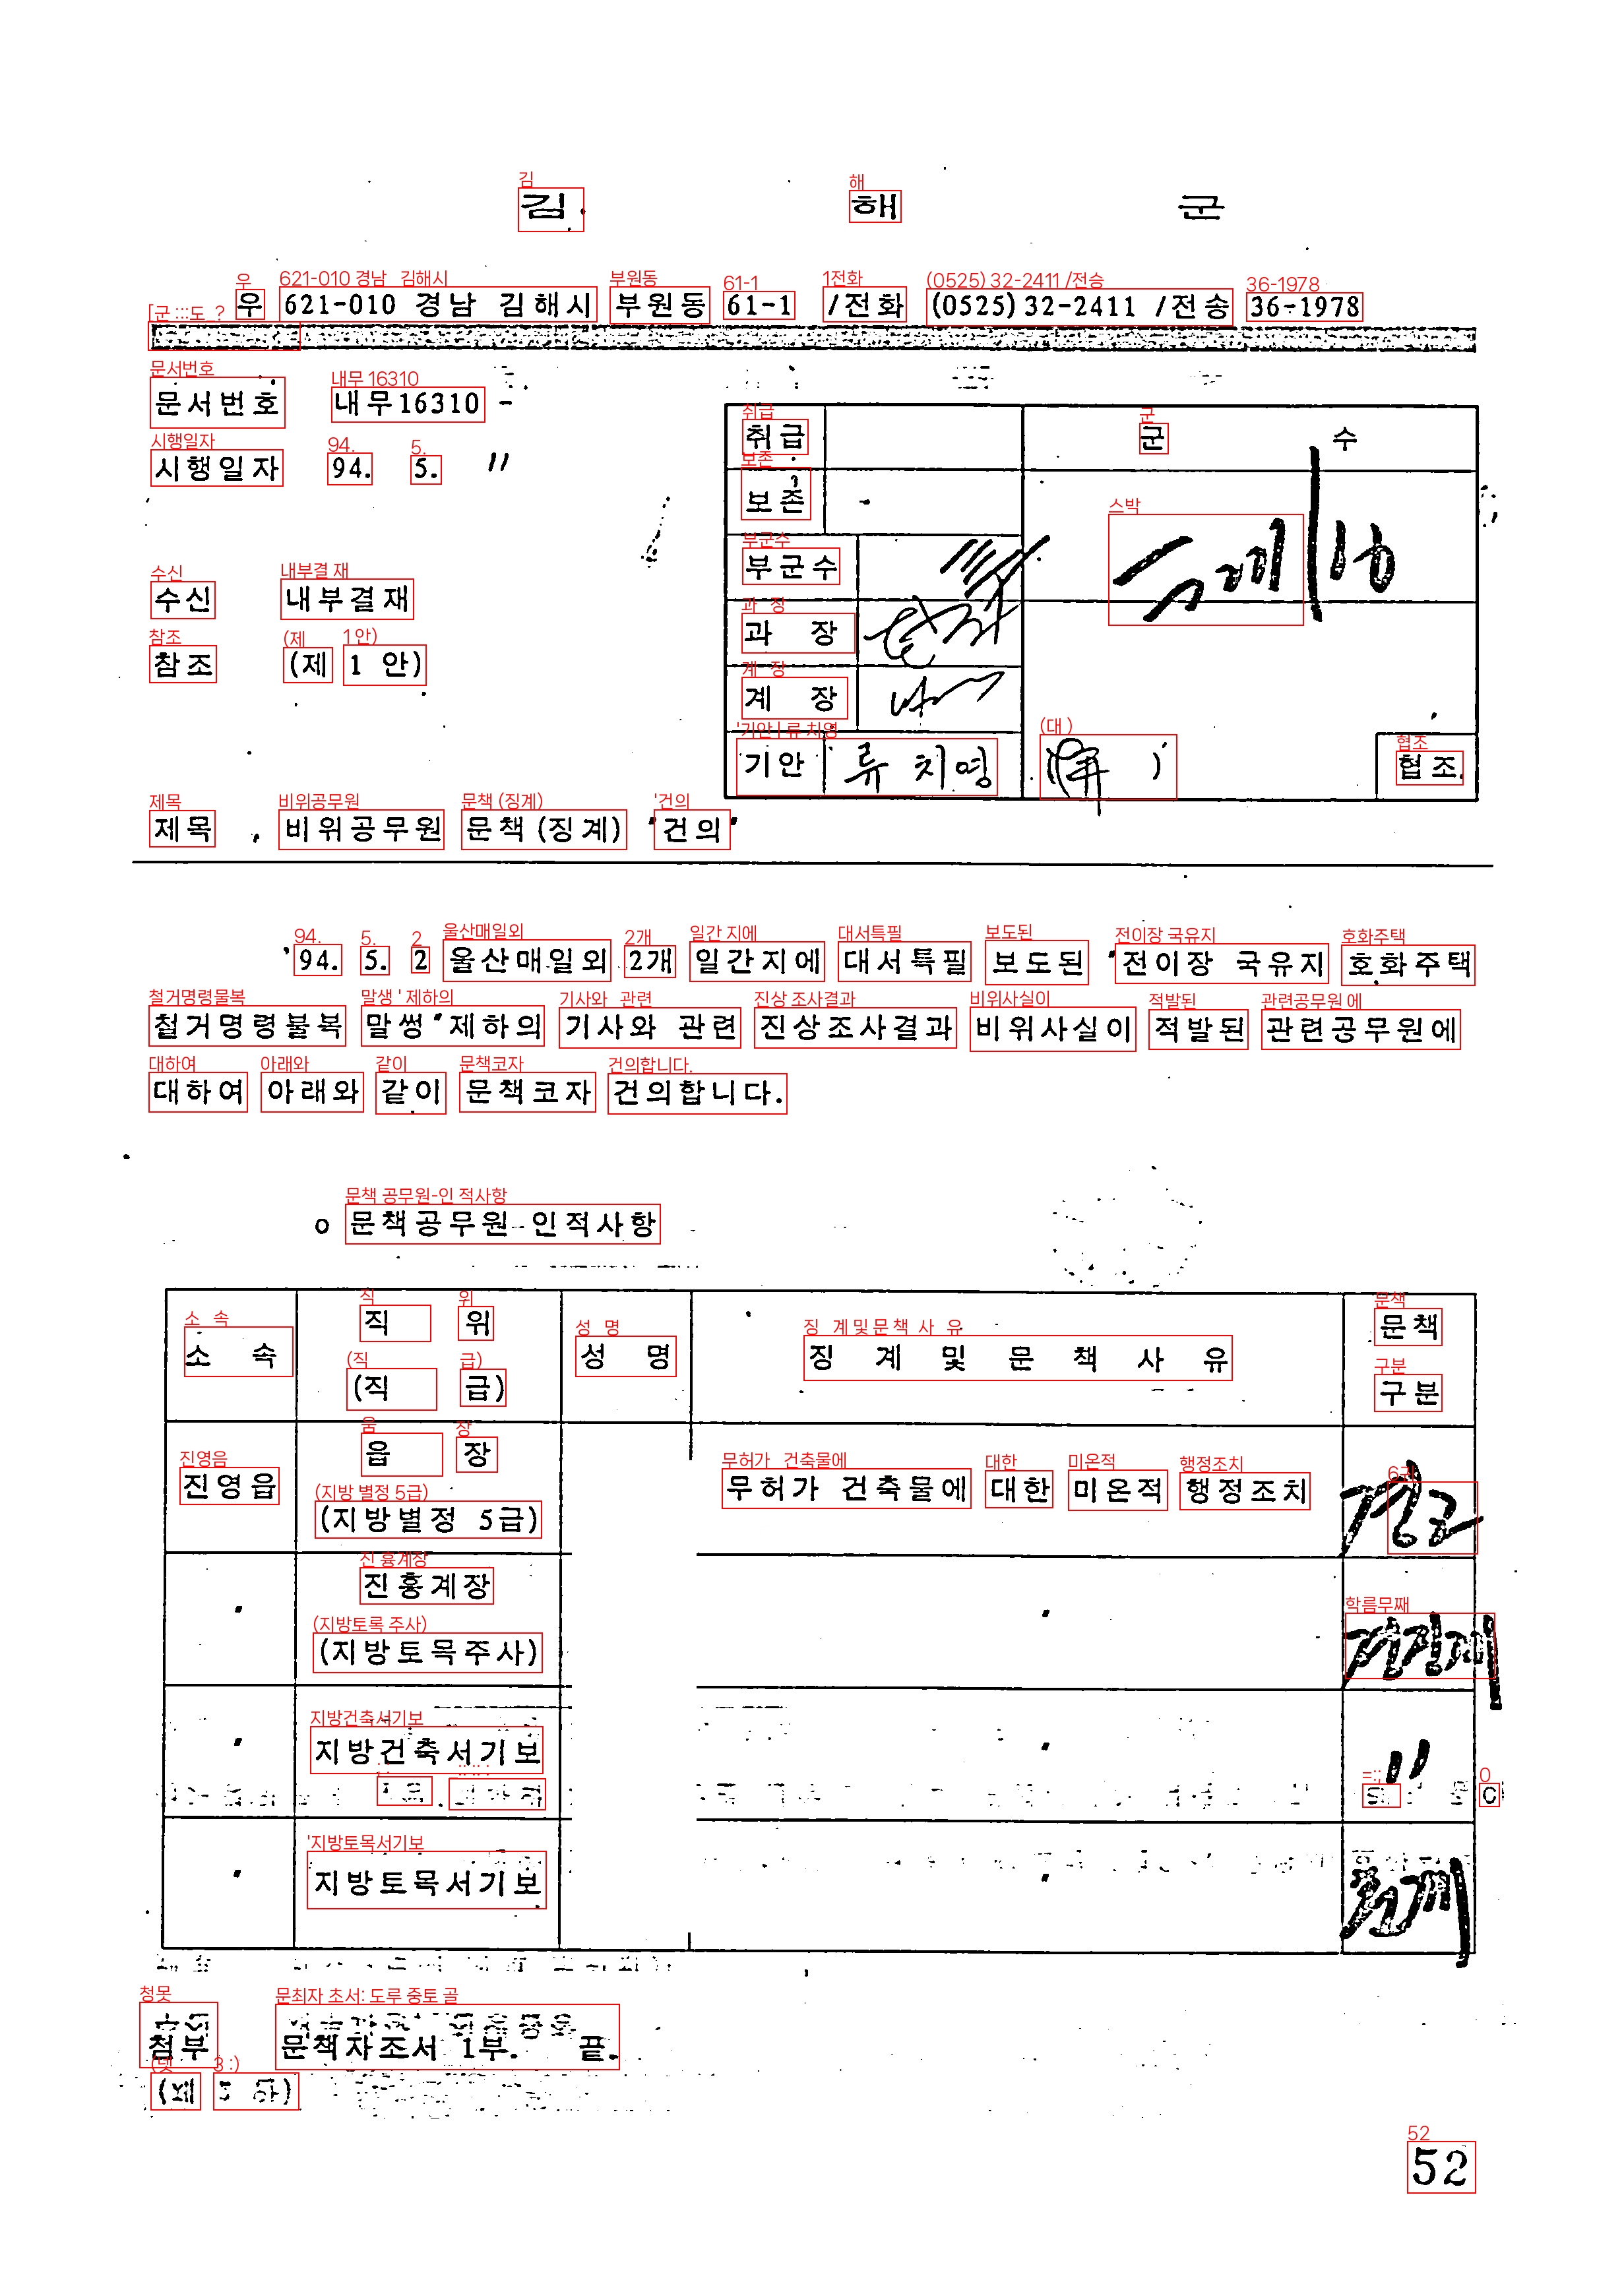 김 해 군
우 621-010 경남 김해시 부원동 61-1 /전화 (0525) 32-2411 /전송 36-1978
문서번호 내무16310 -
시행일자 94. 5. 〃
수신 내부결재
참조 (제 1 안)
취급
군 수
보존
부군수
과 장
계 장
기안 류치영
협조
제목 비위공무원 문책(징계) 건의
'94. 5. 2 울산매일외 2개 일간지에 대서특필 보도된 "전이장 국유지 호화주택
철거명령불복 말썽"제하의 기사와 관련 진상조사결과 비위사실이 적발된 관련공무원에
대하여 아래와 같이 문책코자 건의합니다.
o 문책공무원 인적사항
소 속 직 위 (직 급) 성 명 징 계 및 문 책 사 유 문책 구분
진영읍 읍 장 (지방별정 5급) 무허가 건축물에 대한 미온적 행정조치
〃 진흥계장 (지방토목주사) 〃
〃 지방건축서기보 〃 〃
〃 지방토목서기보 〃
첨부 문책자조서 1부. 끝.
52